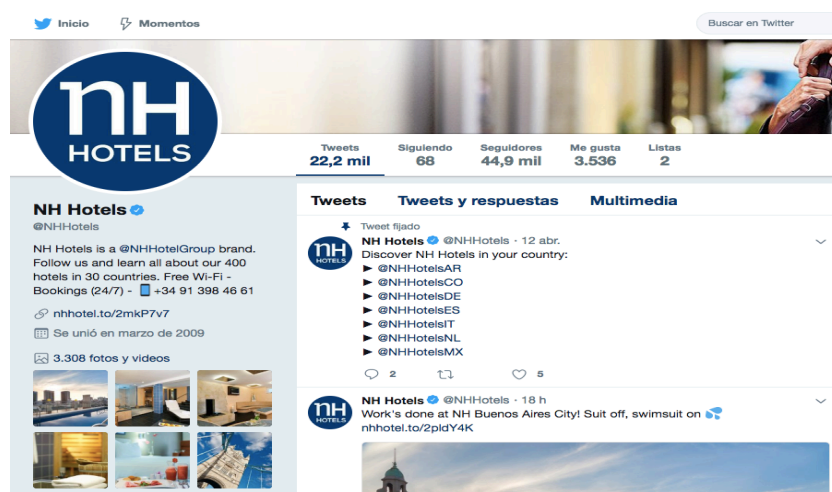 Inicio
Momentos
Buscar en Twitter
nH
HOTELS
Tweets
22,2 mil
Siguiendo
68
Seguidores
44,9 mil
Me gusta
3.536
Listas
2
NH Hotels
@NHHotels
NH Hotels is a @NHHotelGroup brand.
Follow us and learn all about our 400
hotels in 30 countries. Free Wi-Fi -
Bookings (24/7) - +34 91 398 46 61
nhhotel.to/2mkP7v7
Se unió en marzo de 2009
3.308 fotos y videos
Tweets Tweets y respuestas Multimedia
Tweet fijado
nH
HOTELS
NH Hotels @NHHotels · 12 abr.
Discover NH Hotels in your country:
► @NHHotelsAR
► @NHHotelsCO
► @NHHotelsDE
► @NHHotelsES
► @NHHotelsIT
► @NHHotelsNL
► @NHHotelsMX
2 5
nH
HOTELS
NH Hotels @NHHotels · 18 h
Work's done at NH Buenos Aires City! Suit off, swimsuit on 💦
nhhotel.to/2pldY4K